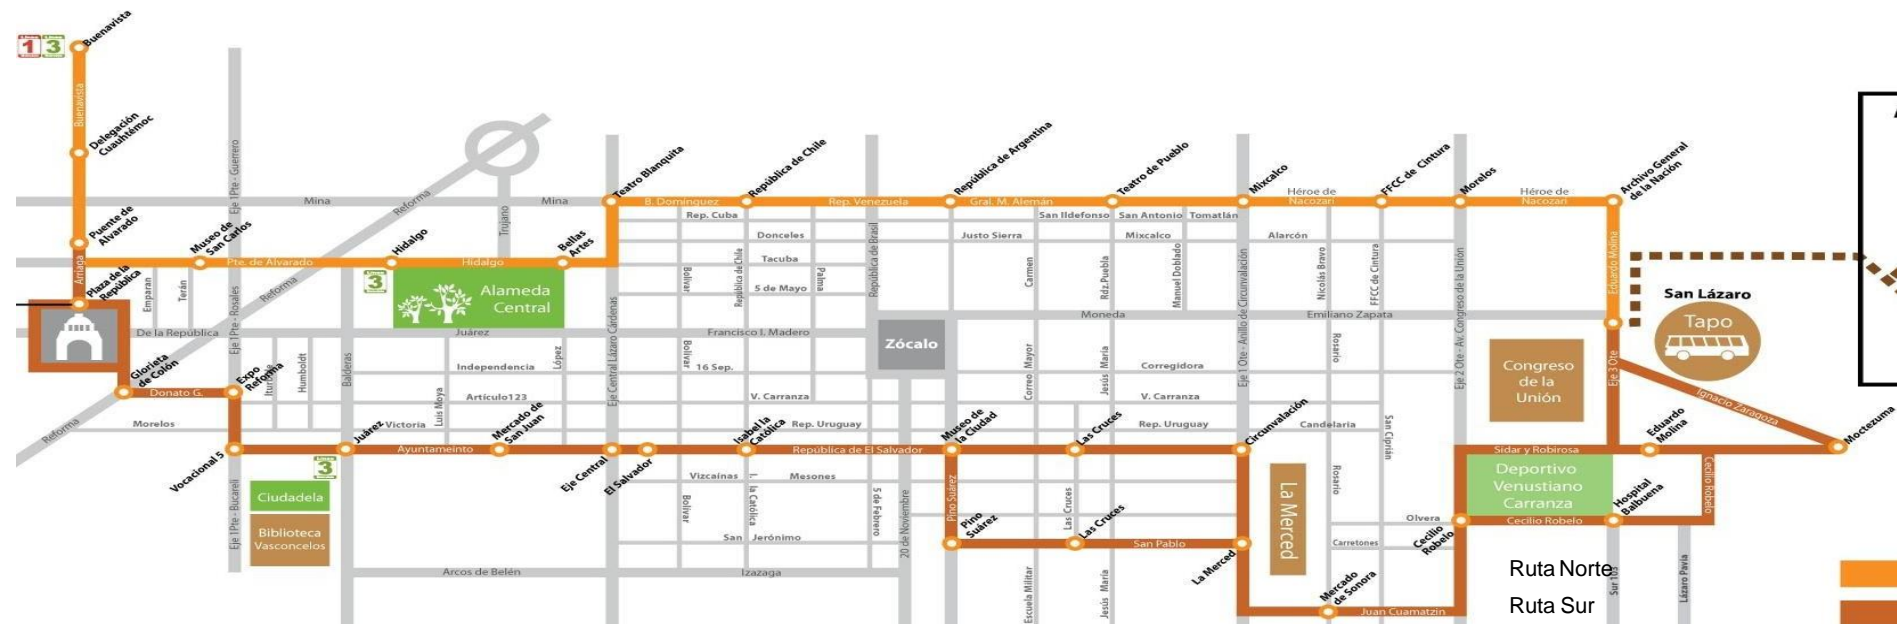 Buenavista
1 3
Buenavista
Delegación
Cuauhtémoc
Puente de
Alvarado
Arriaga
Plaza de la
República
Mina
Reforma
Eje 1Pte - Guerrero
Museo de
San Carlos
Pte. de Alvarado
Hidalgo
Hidalgo
3
Alameda
Central
Trujano
Mina
Bellas
Artes
Teatro Blanquita
B. Domínguez
República de Chile
Rep. Venezuela
República de Argentina
Gral. M. Alemán
Teatro de Pueblo
Mixcalco
Héroe de
Nacozari
FFCC de Cintura
Morelos
Héroe de
Nacozari
Archivo General
de la Nación
Rep. Cuba
Donceles
Tacuba
5 de Mayo
Bolívar
República de Chile
Palma
República de Brasil
San Ildefonso
San Antonio
Tomatlán
Justo Sierra
Mixcalco
Alarcón
Carmen
Rdz.Puebla
Manuel Doblado
Eje 1 Ote - Anillo de Circunvalación
Nicolás Bravo
FFCC de Cintura
Eje 2 Ote - Av. Congreso de la Unión
Eduardo Molina
San Lázaro
Tapo
Emparan
Terán
Reforma
Eje 1Pte - Rosales
De la República
Juárez
Francisco I. Madero
Zócalo
Moneda
Emiliano Zapata
Eje Central Lázaro Cárdenas
Glorieta
de Colón
Donato G.
Expo
Reforma
Iturbide
Humboldt
Balderas
Independencia
López
Artículo123
Luis Moya
Bolívar
16 Sep.
V. Carranza
Correo Mayor
Jesús María
Corregidora
V. Carranza
Rosario
Congreso
de la
Unión
Eje 3 Ote
Ignacio Zaragoza
Moctezuma
Reforma
Morelos
Victoria
Vocacional 5
Juárez
3
Ayuntameinto
Mercado de
San Juan
Eje Central
El Salvador
Isabel la
Católica
Rep. Uruguay
República de El Salvador
Museo de
la Ciudad
Las Cruces
Rep. Uruguay
Circunvalación
Candelaria
San Ciprián
Sidar y Robirosa
Eduardo
Molina
Deportivo
Venustiano
Carranza
Cecilio Robelo
Hospital
Balbuena
Cecilio Robelo
Ciudadela
Biblioteca
Vasconcelos
Eje 1Pte - Bucareli
Vizcaínas
Mesones
Bolívar
I. la Católica
5 de Febrero
20 de Noviembre
San Jerónimo
Pino Suárez
Pino
Suárez
Las Cruces
Las Cruces
San Pablo
La Merced
La Merced
Rosario
Olvera
Carretones
Cecilio
Robelo
Arcos de Belén
Izazaga
Escuela Militar
Jesús María
Mercado
de Sonora
Juan Cuamatzin
Sur 103
Lázaro Pavía
Ruta Norte
Ruta Sur